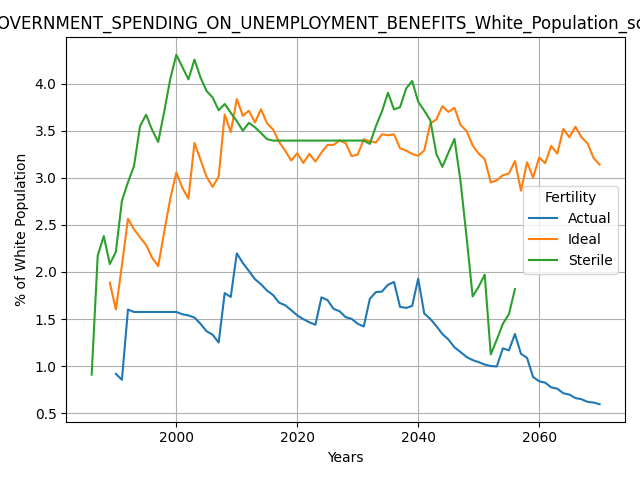 OVERNMENT_SPENDING_ON_UNEMPLOYMENT_BENEFITS_White_Population_sc
4.0
3.5
3.0
2.5
2.0
1.5
1.0
0.5
% of White Population
Fertility
Actual
Ideal
Sterile
2000
2020
2040
2060
Years